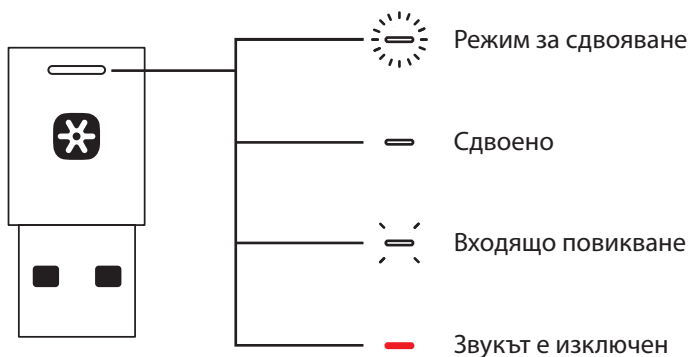 Режим за сдвояване
Сдвоено
Входящо повикване
Звукът е изключен